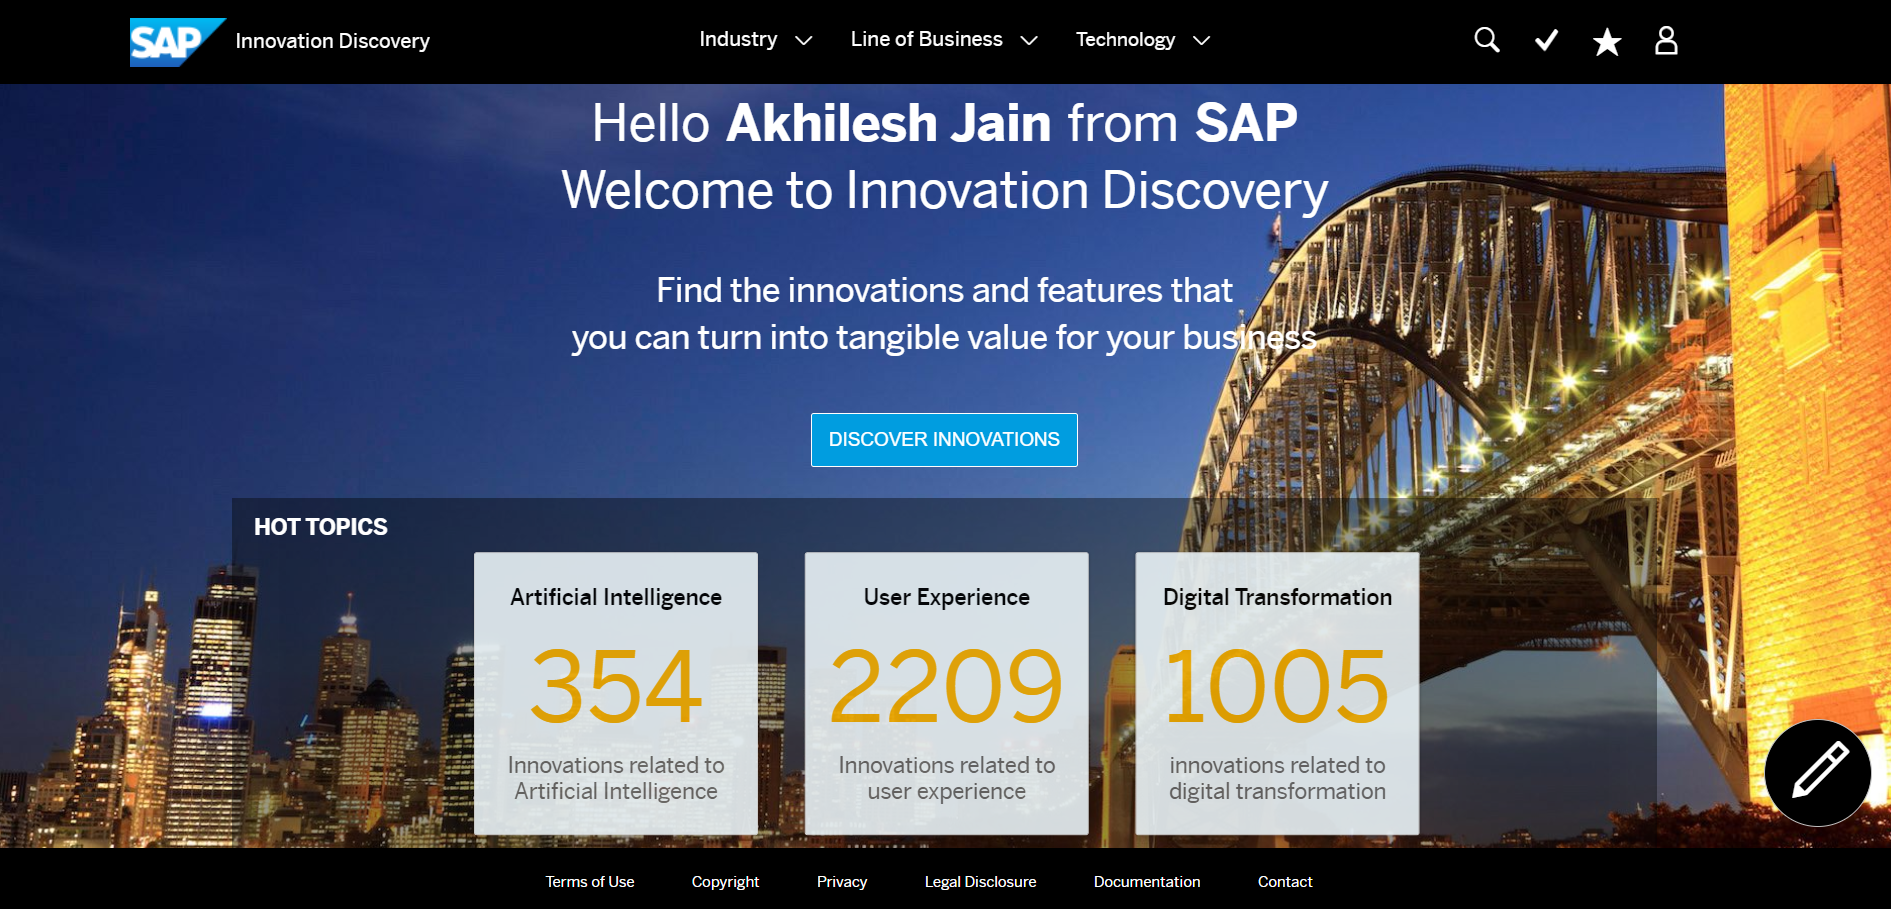 SAP Innovation Discovery
Industry
Line of Business
Technology
Hello Akhilesh Jain from SAP
Welcome to Innovation Discovery
Find the innovations and features that
you can turn into tangible value for your business
DISCOVER INNOVATIONS
HOT TOPICS
Artificial Intelligence
354
Innovations related to
Artificial Intelligence
User Experience
2209
Innovations related to
user experience
Digital Transformation
1005
innovations related to
digital transformation
Terms of Use
Copyright
Privacy
Legal Disclosure
Documentation
Contact